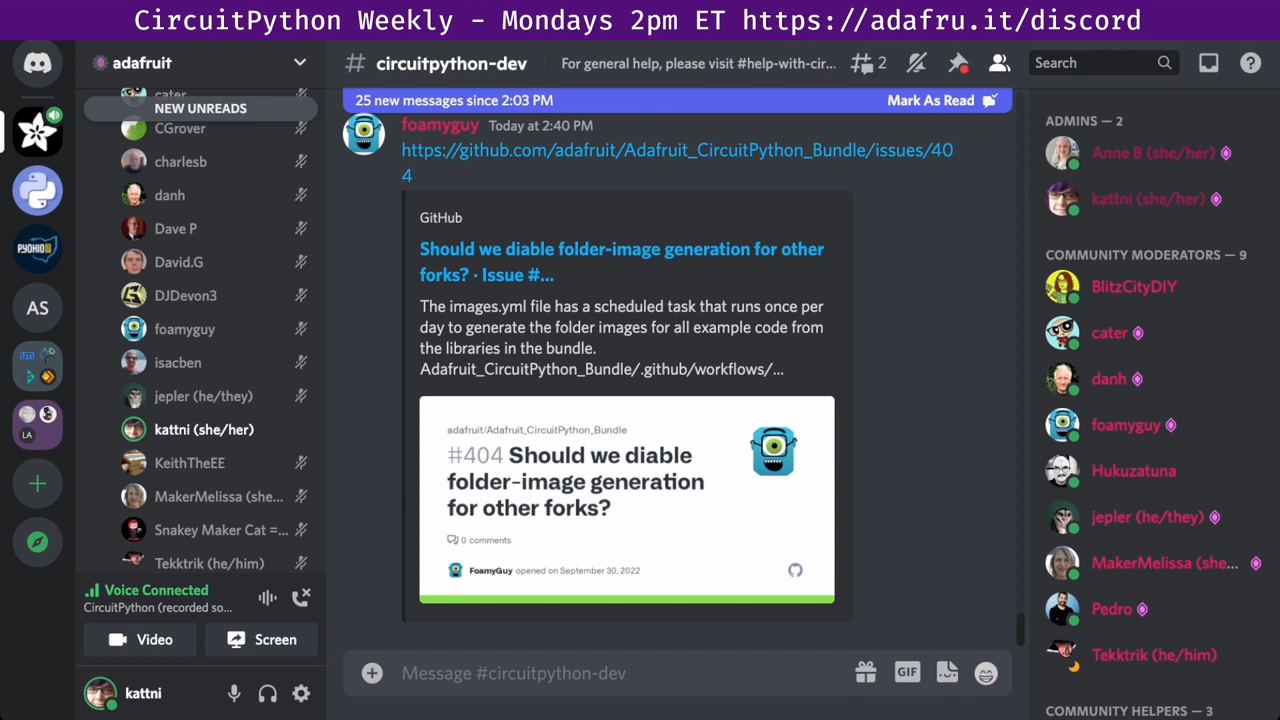 CircuitPython Weekly - Mondays 2pm ET https://adafru.it/discord
adafruit
cater
NEW UNREADS
CGrover
charlesb
danh
Dave P
David.G
DJDevon3
foamyguy
isacben
jepler (he/they)
kattni (she/her)
KeithTheEE
MakerMelissa (she...
Snakey Maker Cat =...
Tekktrik (he/him)
Voice Connected
CircuitPython (recorded so...
Video
Screen
kattni
AS
LA
# circuitpython-dev
For general help, please visit #help-with-cir...
2
Search
25 new messages since 2:03 PM
Mark As Read
foamyguy Today at 2:40 PM
https://github.com/adafruit/Adafruit_CircuitPython_Bundle/issues/40
4
GitHub
Should we diable folder-image generation for other
forks? · Issue #...
The images.yml file has a scheduled task that runs once per
day to generate the folder images for all example code from
the libraries in the bundle.
Adafruit_CircuitPython_Bundle/.github/workflows/...
adafruit/Adafruit_CircuitPython_Bundle
#404 Should we diable
folder-image generation
for other forks?
0 comments
FoamyGuy opened on September 30, 2022
Message #circuitpython-dev
GIF
ADMINS — 2
Anne B (she/her)
kattni (she/her)
COMMUNITY MODERATORS — 9
BlitzCityDIY
cater
danh
foamyguy
Hukuzatuna
jepler (he/they)
MakerMelissa (she...
Pedro
Tekktrik (he/him)
COMMUNITY HELPERS — 3